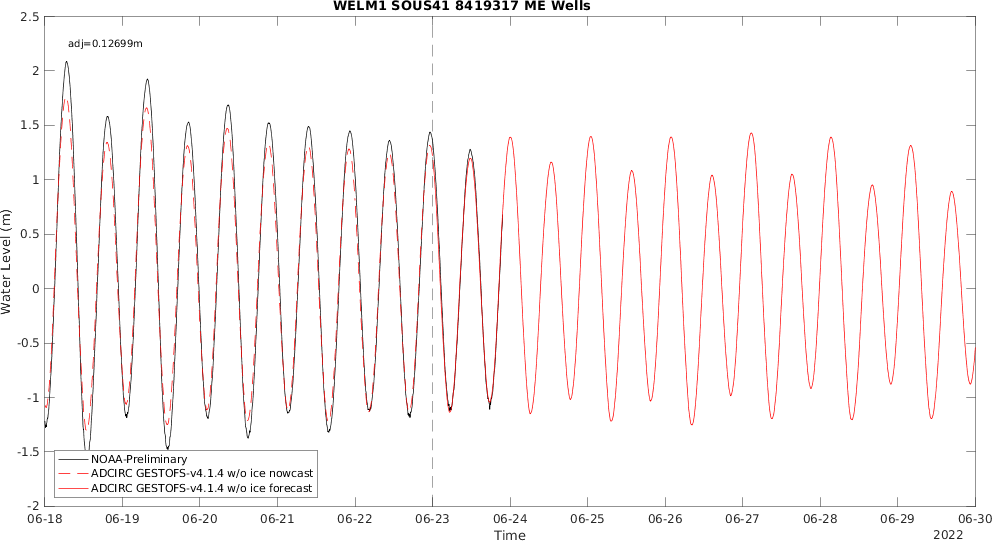 WELM1 SOUS41 8419317 ME Wells
adj=0.12699m
2.5
2
1.5
1
0.5
0
-0.5
-1
-1.5
-2
Water Level (m)
NOAA-Preliminary
ADCIRC GESTOFS-v4.1.4 w/o ice nowcast
ADCIRC GESTOFS-v4.1.4 w/o ice forecast
06-18 06-19 06-20 06-21 06-22 06-23 06-24 06-25 06-26 06-27 06-28 06-29 06-30
Time
2022